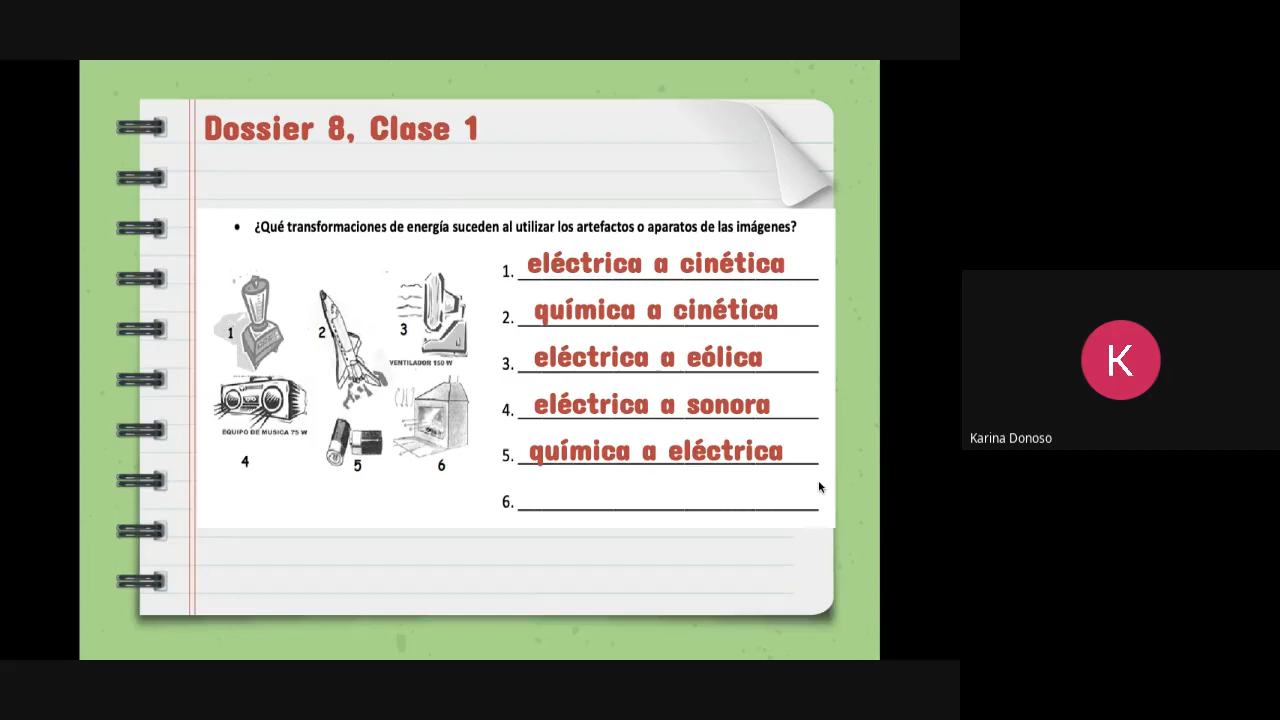 Dossier 8, Clase 1
• ¿Qué transformaciones de energía suceden al utilizar los artefactos o aparatos de las imágenes?
1. eléctrica a cinética
2. química a cinética
3. eléctrica a eólica
4. eléctrica a sonora
5. química a eléctrica
6.
1
2
3
VENTILADOR 150 W
EQUIPO DE MUSICA 75 W
4
5
6
K
Karina Donoso